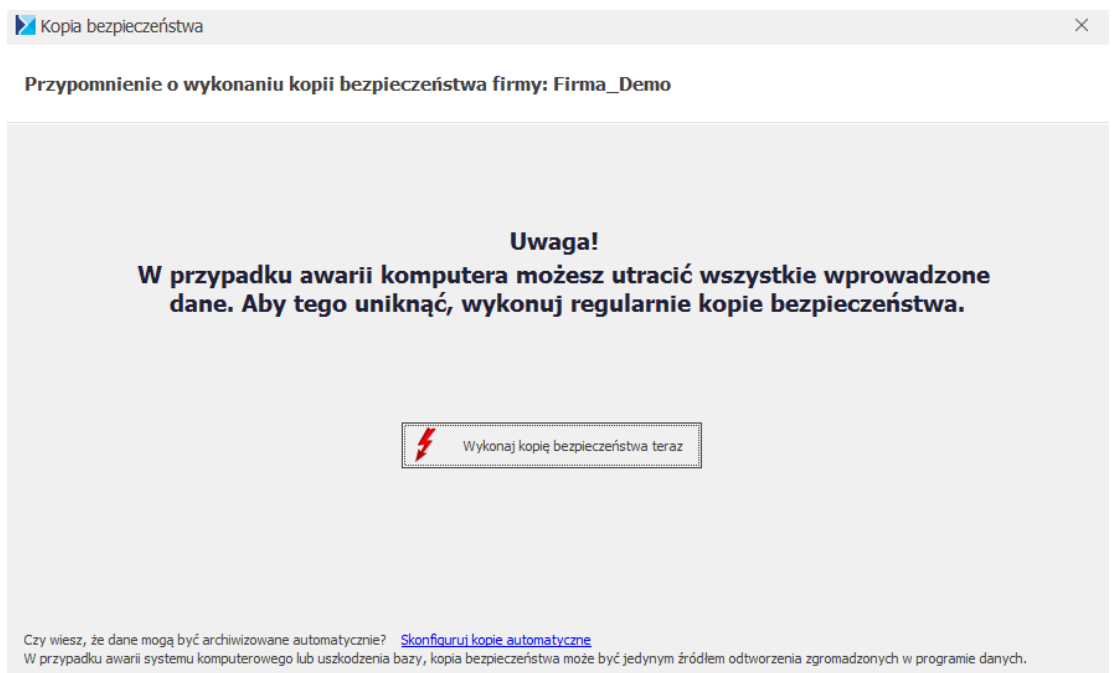 Kopia bezpieczeństwa
Przypomnienie o wykonaniu kopii bezpieczeństwa firmy: Firma_Demo
Uwaga!
W przypadku awarii komputera możesz utracić wszystkie wprowadzone
dane. Aby tego uniknąć, wykonuj regularnie kopie bezpieczeństwa.
Wykonaj kopię bezpieczeństwa teraz
Czy wiesz, że dane mogą być archiwizowane automatycznie? Skonfiguruj kopie automatyczne
W przypadku awarii systemu komputerowego lub uszkodzenia bazy, kopia bezpieczeństwa może być jedynym źródłem odtworzenia zgromadzonych w programie danych.